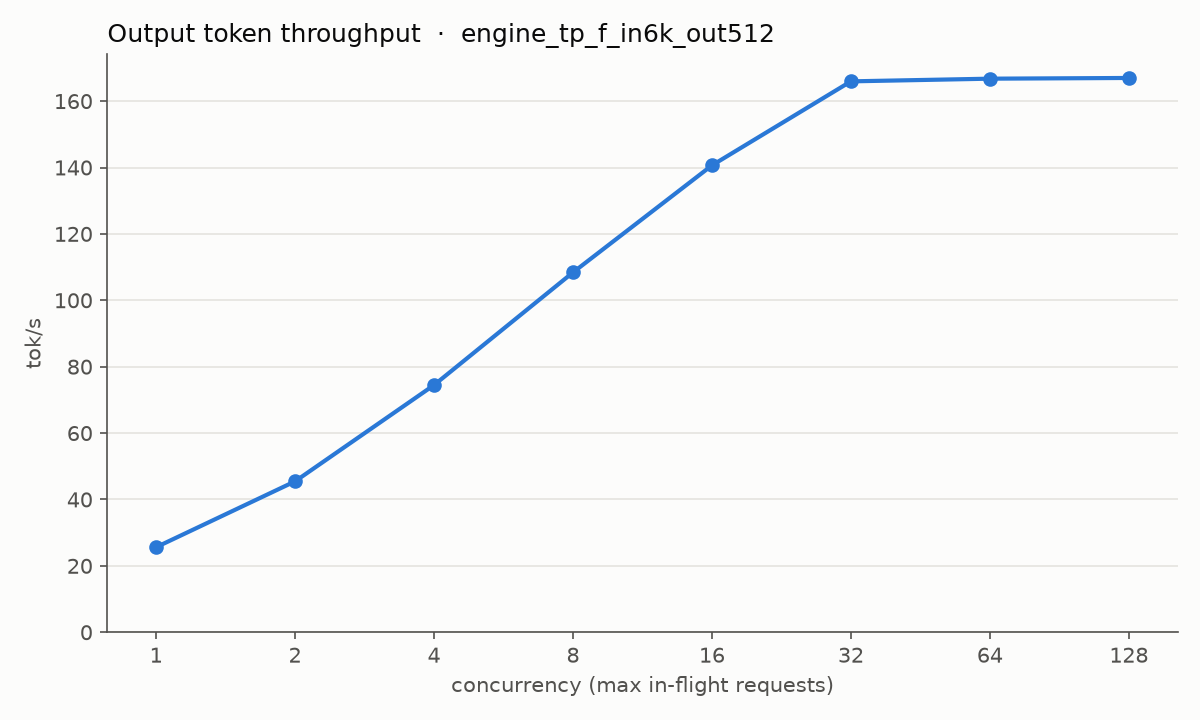 Output token throughput · engine_tp_f_in6k_out512
tok/s
160
140
120
100
80
60
40
20
0
1 2 4 8 16 32 64 128
concurrency (max in-flight requests)